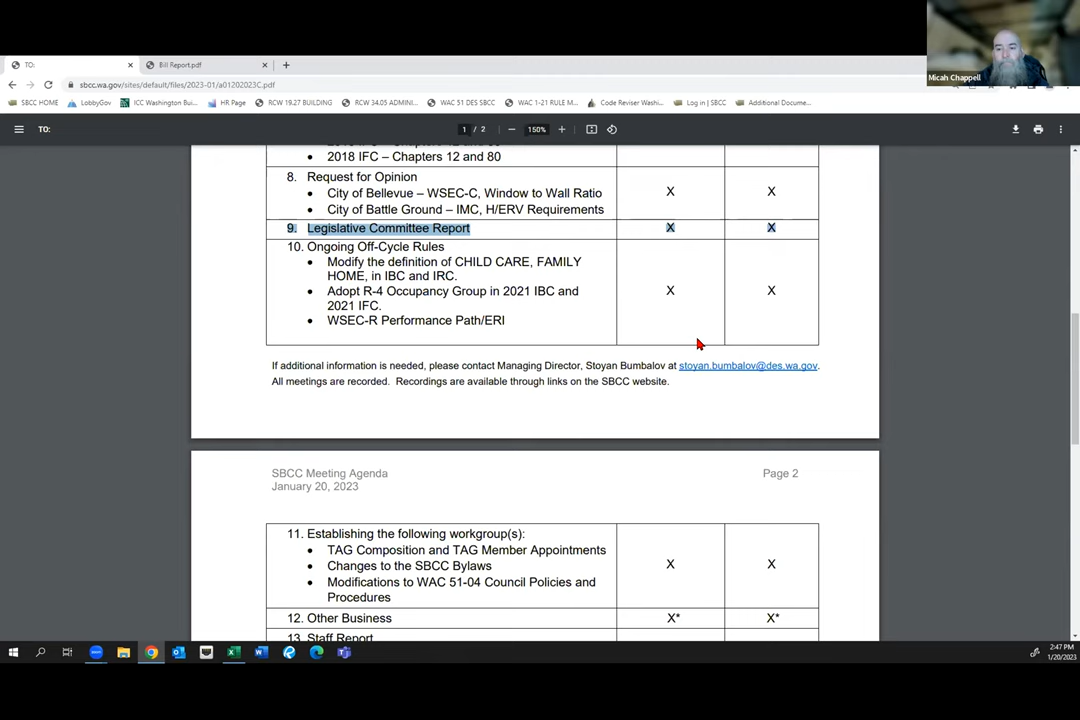 Micah Chappell
TO:
Bill Report.pdf
sbcc.wa.gov/sites/default/files/2023-01/a01202023C.pdf
SBCC HOME
LobbyGov
ICC Washington Bui...
HR Page
RCW 19.27 BUILDING
RCW 34.05 ADMINI...
WAC 51 DES SBCC
WAC 1-21 RULE M...
Code Reviser Washi...
Log in | SBCC
Additional Docume...
TO:
1 / 2
150%
2018 IFC – Chapters 12 and 80
8. Request for Opinion
• City of Bellevue – WSEC-C, Window to Wall Ratio
• City of Battle Ground – IMC, H/ERV Requirements
X X
9. Legislative Committee Report X X
10. Ongoing Off-Cycle Rules
• Modify the definition of CHILD CARE, FAMILY
HOME, in IBC and IRC.
• Adopt R-4 Occupancy Group in 2021 IBC and
2021 IFC.
• WSEC-R Performance Path/ERI
X X
If additional information is needed, please contact Managing Director, Stoyan Bumbalov at stoyan.bumbalov@des.wa.gov.
All meetings are recorded. Recordings are available through links on the SBCC website.
SBCC Meeting Agenda Page 2
January 20, 2023
11. Establishing the following workgroup(s):
• TAG Composition and TAG Member Appointments
• Changes to the SBCC Bylaws
• Modifications to WAC 51-04 Council Policies and
Procedures
X X
12. Other Business X* X*
13. Staff Report
2:47 PM
1/20/2023